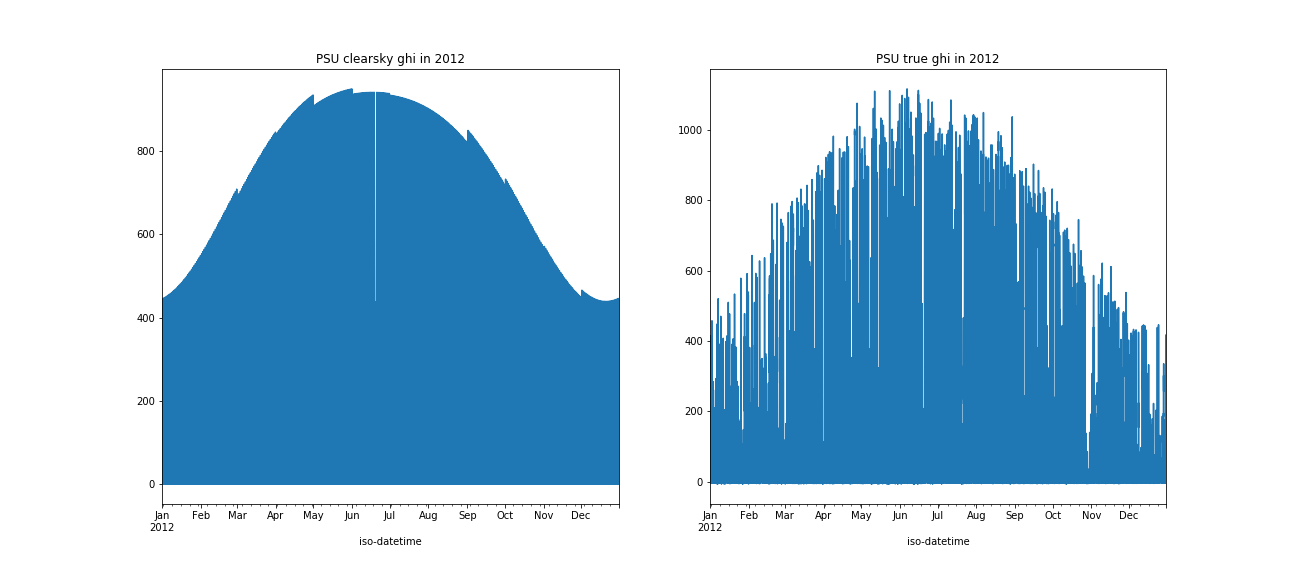 PSU clearsky ghi in 2012
800
600
400
200
0
Jan Feb Mar Apr May Jun Jul Aug Sep Oct Nov Dec
2012
iso-datetime
PSU true ghi in 2012
1000
800
600
400
200
0
Jan Feb Mar Apr May Jun Jul Aug Sep Oct Nov Dec
2012
iso-datetime